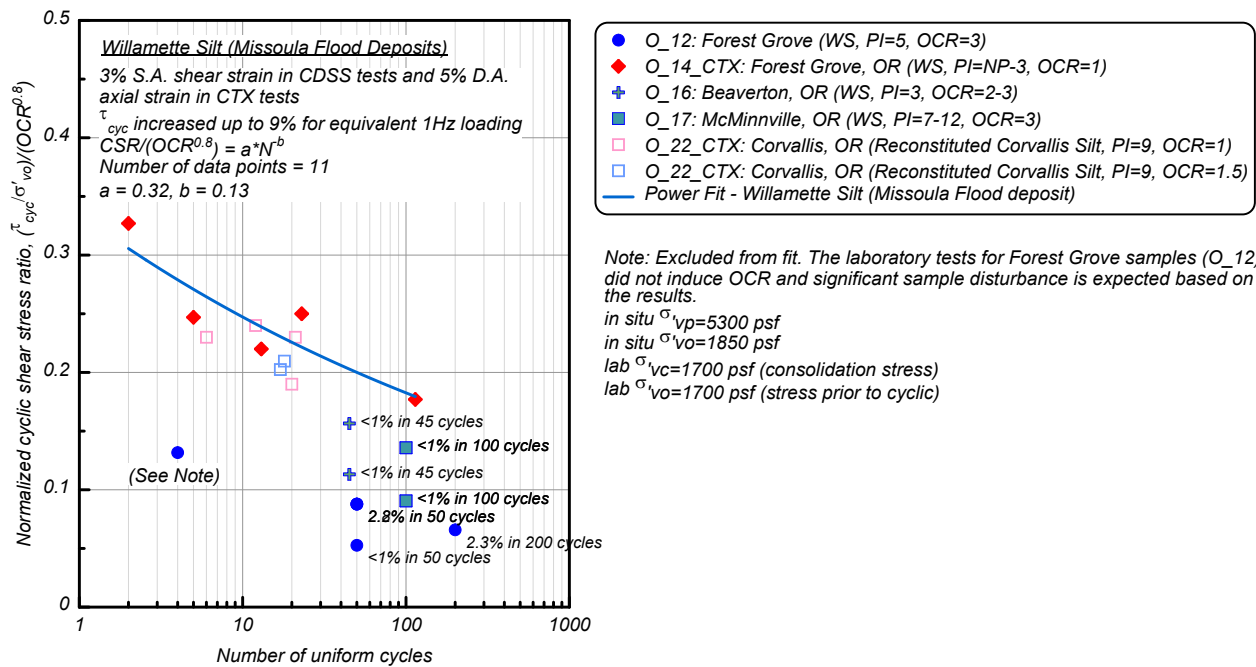 0.5
0.4
0.3
0.2
0.1
0
1
10
100
1000
Normalized cyclic shear stress ratio, (τcyc/σ'vo)/(OCR^0.8)
Number of uniform cycles
Willamette Silt (Missoula Flood Deposits)
3% S.A. shear strain in CDSS tests and 5% D.A.
axial strain in CTX tests
τcyc increased up to 9% for equivalent 1Hz loading
CSR/(OCR^0.8) = a*N^-b
Number of data points = 11
a = 0.32, b = 0.13
<1% in 45 cycles
<1% in 100 cycles
(See Note)
<1% in 45 cycles
<1% in 100 cycles
% in 50 cycles
2.3% in 200 cycles
<1% in 50 cycles
O_12: Forest Grove (WS, PI=5, OCR=3)
O_14_CTX: Forest Grove, OR (WS, PI=NP-3, OCR=1)
O_16: Beaverton, OR (WS, PI=3, OCR=2-3)
O_17: McMinnville, OR (WS, PI=7-12, OCR=3)
O_22_CTX: Corvallis, OR (Reconstituted Corvallis Silt, PI=9, OCR=1)
O_22_CTX: Corvallis, OR (Reconstituted Corvallis Silt, PI=9, OCR=1.5)
Power Fit - Willamette Silt (Missoula Flood deposit)
Note: Excluded from fit. The laboratory tests for Forest Grove samples (O_12)
did not induce OCR and significant sample disturbance is expected based on
the results.
in situ σ'vp=5300 psf
in situ σ'vo=1850 psf
lab σ'vc=1700 psf (consolidation stress)
lab σ'vo=1700 psf (stress prior to cyclic)